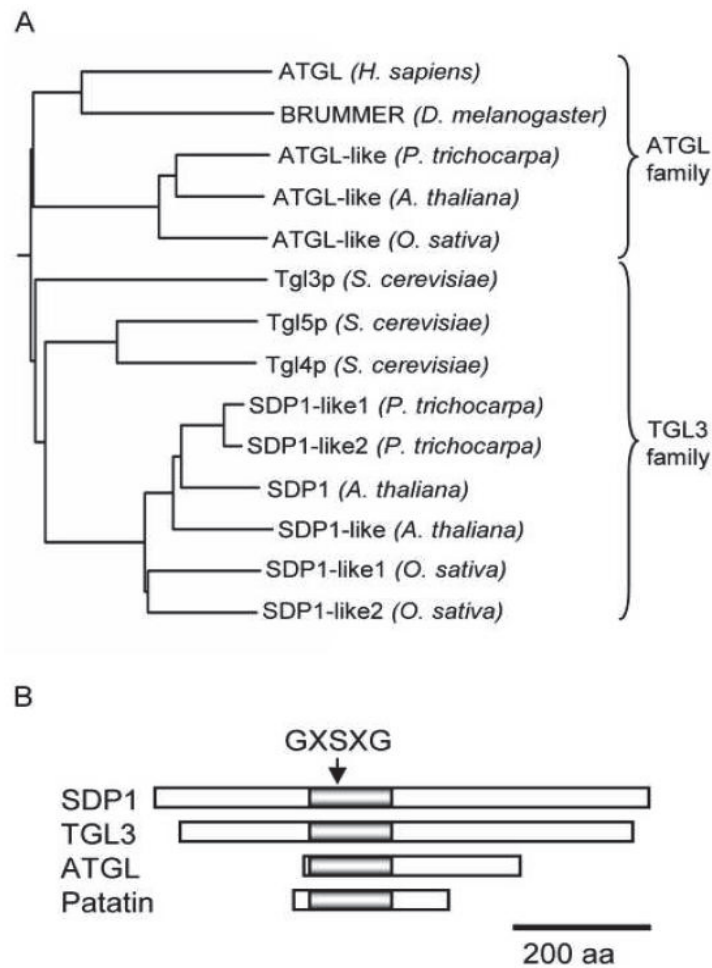 A
ATGL (H. sapiens)
BRUMMER (D. melanogaster)
ATGL-like (P. trichocarpa)
ATGL-like (A. thaliana)
ATGL-like (O. sativa)
ATGL
family
Tgl3p (S. cerevisiae)
Tgl5p (S. cerevisiae)
Tgl4p (S. cerevisiae)
SDP1-like1 (P. trichocarpa)
SDP1-like2 (P. trichocarpa)
SDP1 (A. thaliana)
SDP1-like (A. thaliana)
SDP1-like1 (O. sativa)
SDP1-like2 (O. sativa)
TGL3
family
B
GXSXG
SDP1
TGL3
ATGL
Patatin
200 aa